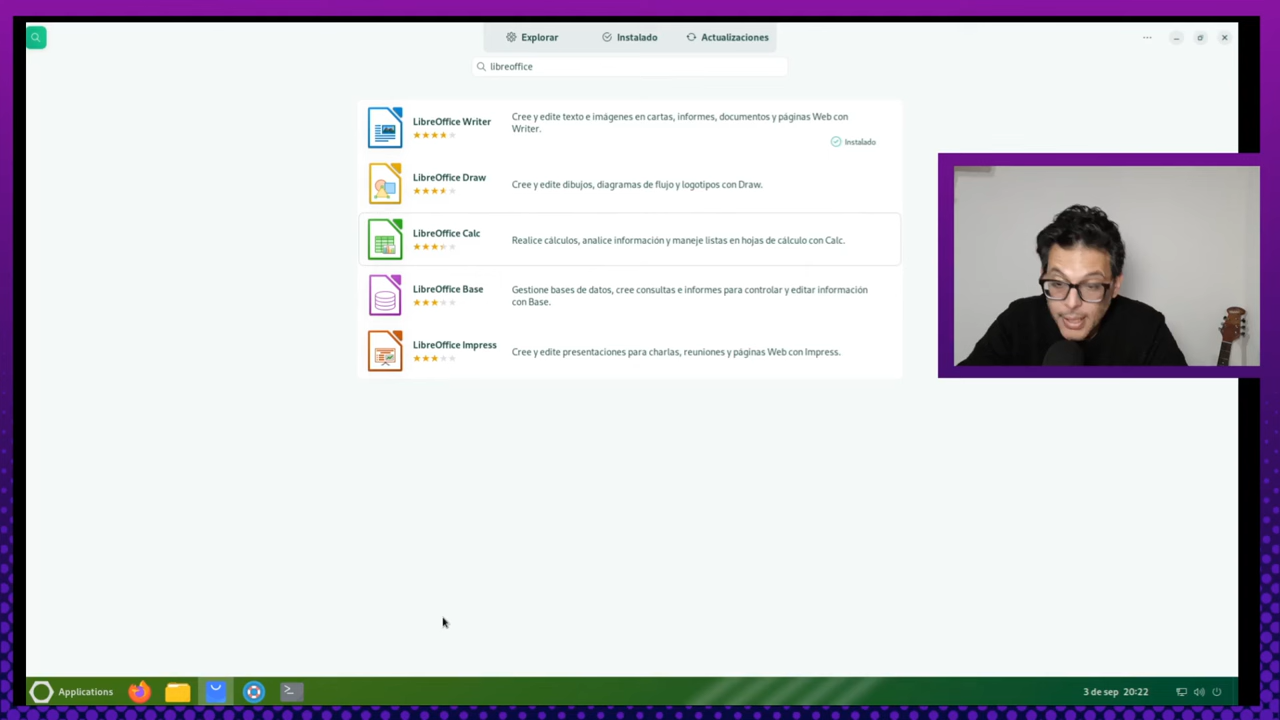 Explorar
Instalado
Actualizaciones
libreoffice
LibreOffice Writer
Cree y edite texto e imágenes en cartas, informes, documentos y páginas Web con
Writer.
Instalado
LibreOffice Draw
Cree y edite dibujos, diagramas de flujo y logotipos con Draw.
LibreOffice Calc
Realice cálculos, analice información y maneje listas en hojas de cálculo con Calc.
LibreOffice Base
Gestione bases de datos, cree consultas e informes para controlar y editar información
con Base.
LibreOffice Impress
Cree y edite presentaciones para charlas, reuniones y páginas Web con Impress.
Applications
3 de sep 20:22